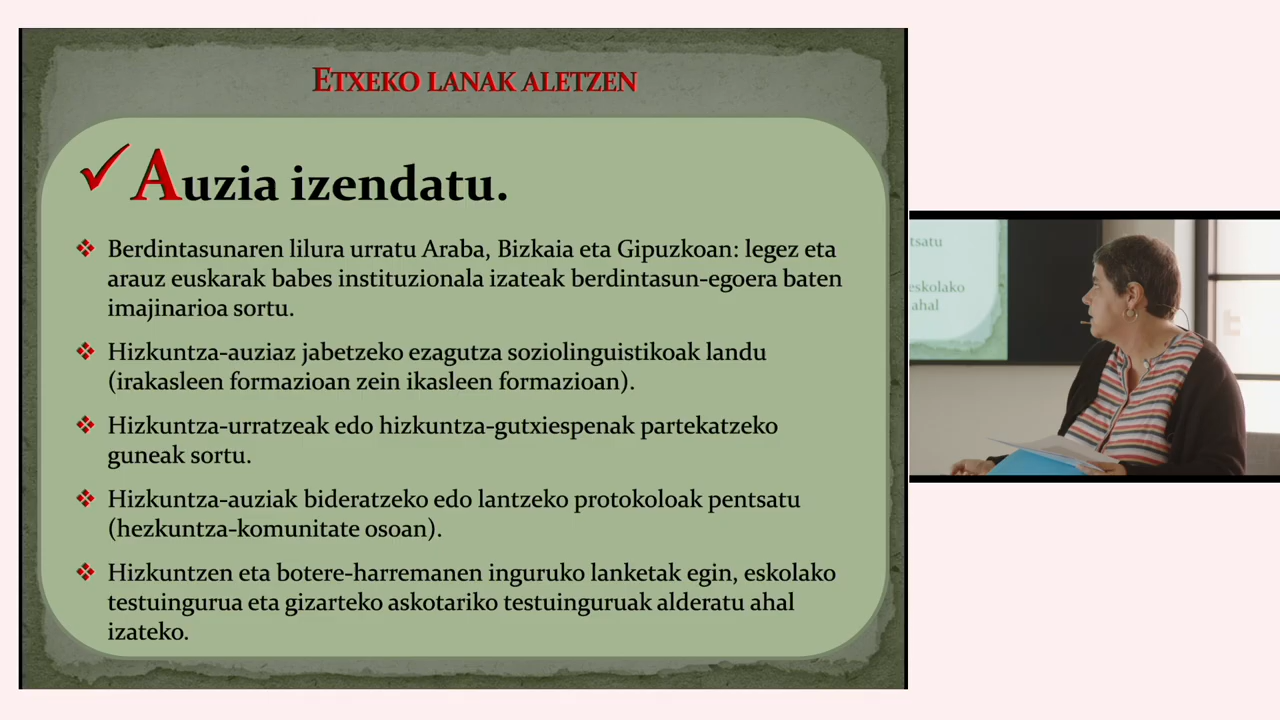 ETXEKO LANAK ALETZEN
Auzia izendatu.
Berdintasunaren lilura urratu Araba, Bizkaia eta Gipuzkoan: legez eta
arauz euskarak babes instituzionala izateak berdintasun-egoera baten
imajinarioa sortu.
Hizkuntza-auziaz jabetzeko ezagutza soziolinguistikoak landu
(irakasleen formazioan zein ikasleen formazioan).
Hizkuntza-urratzeak edo hizkuntza-gutxiespenak partekatzeko
guneak sortu.
Hizkuntza-auziak bideratzeko edo lantzeko protokoloak pentsatu
(hezkuntza-komunitate osoan).
Hizkuntzen eta botere-harremanen inguruko lanketak egin, eskolako
testuingurua eta gizarteko askotariko testuinguruak alderatu ahal
izateko.
tsatu
eskolako
ahal